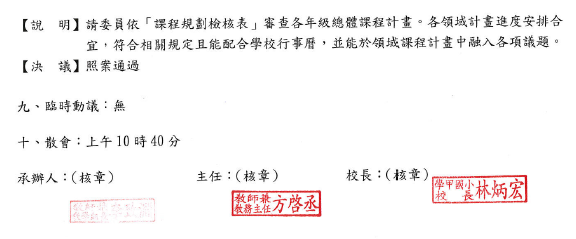 【說　明】請委員依「課程規劃檢核表」審查各年級總體課程計畫。各領域計畫進度安排合
宜，符合相關規定且能配合學校行事曆，並能於領域課程計畫中融入各項議題。
【決　議】照案通過
九、臨時動議：無
十、散會：上午 10 時 40 分
承辦人：(核章)　主任：(核章)　校長：(核章)
教師兼
教務主任 方啓丞
學甲國小
校長 林炳宏